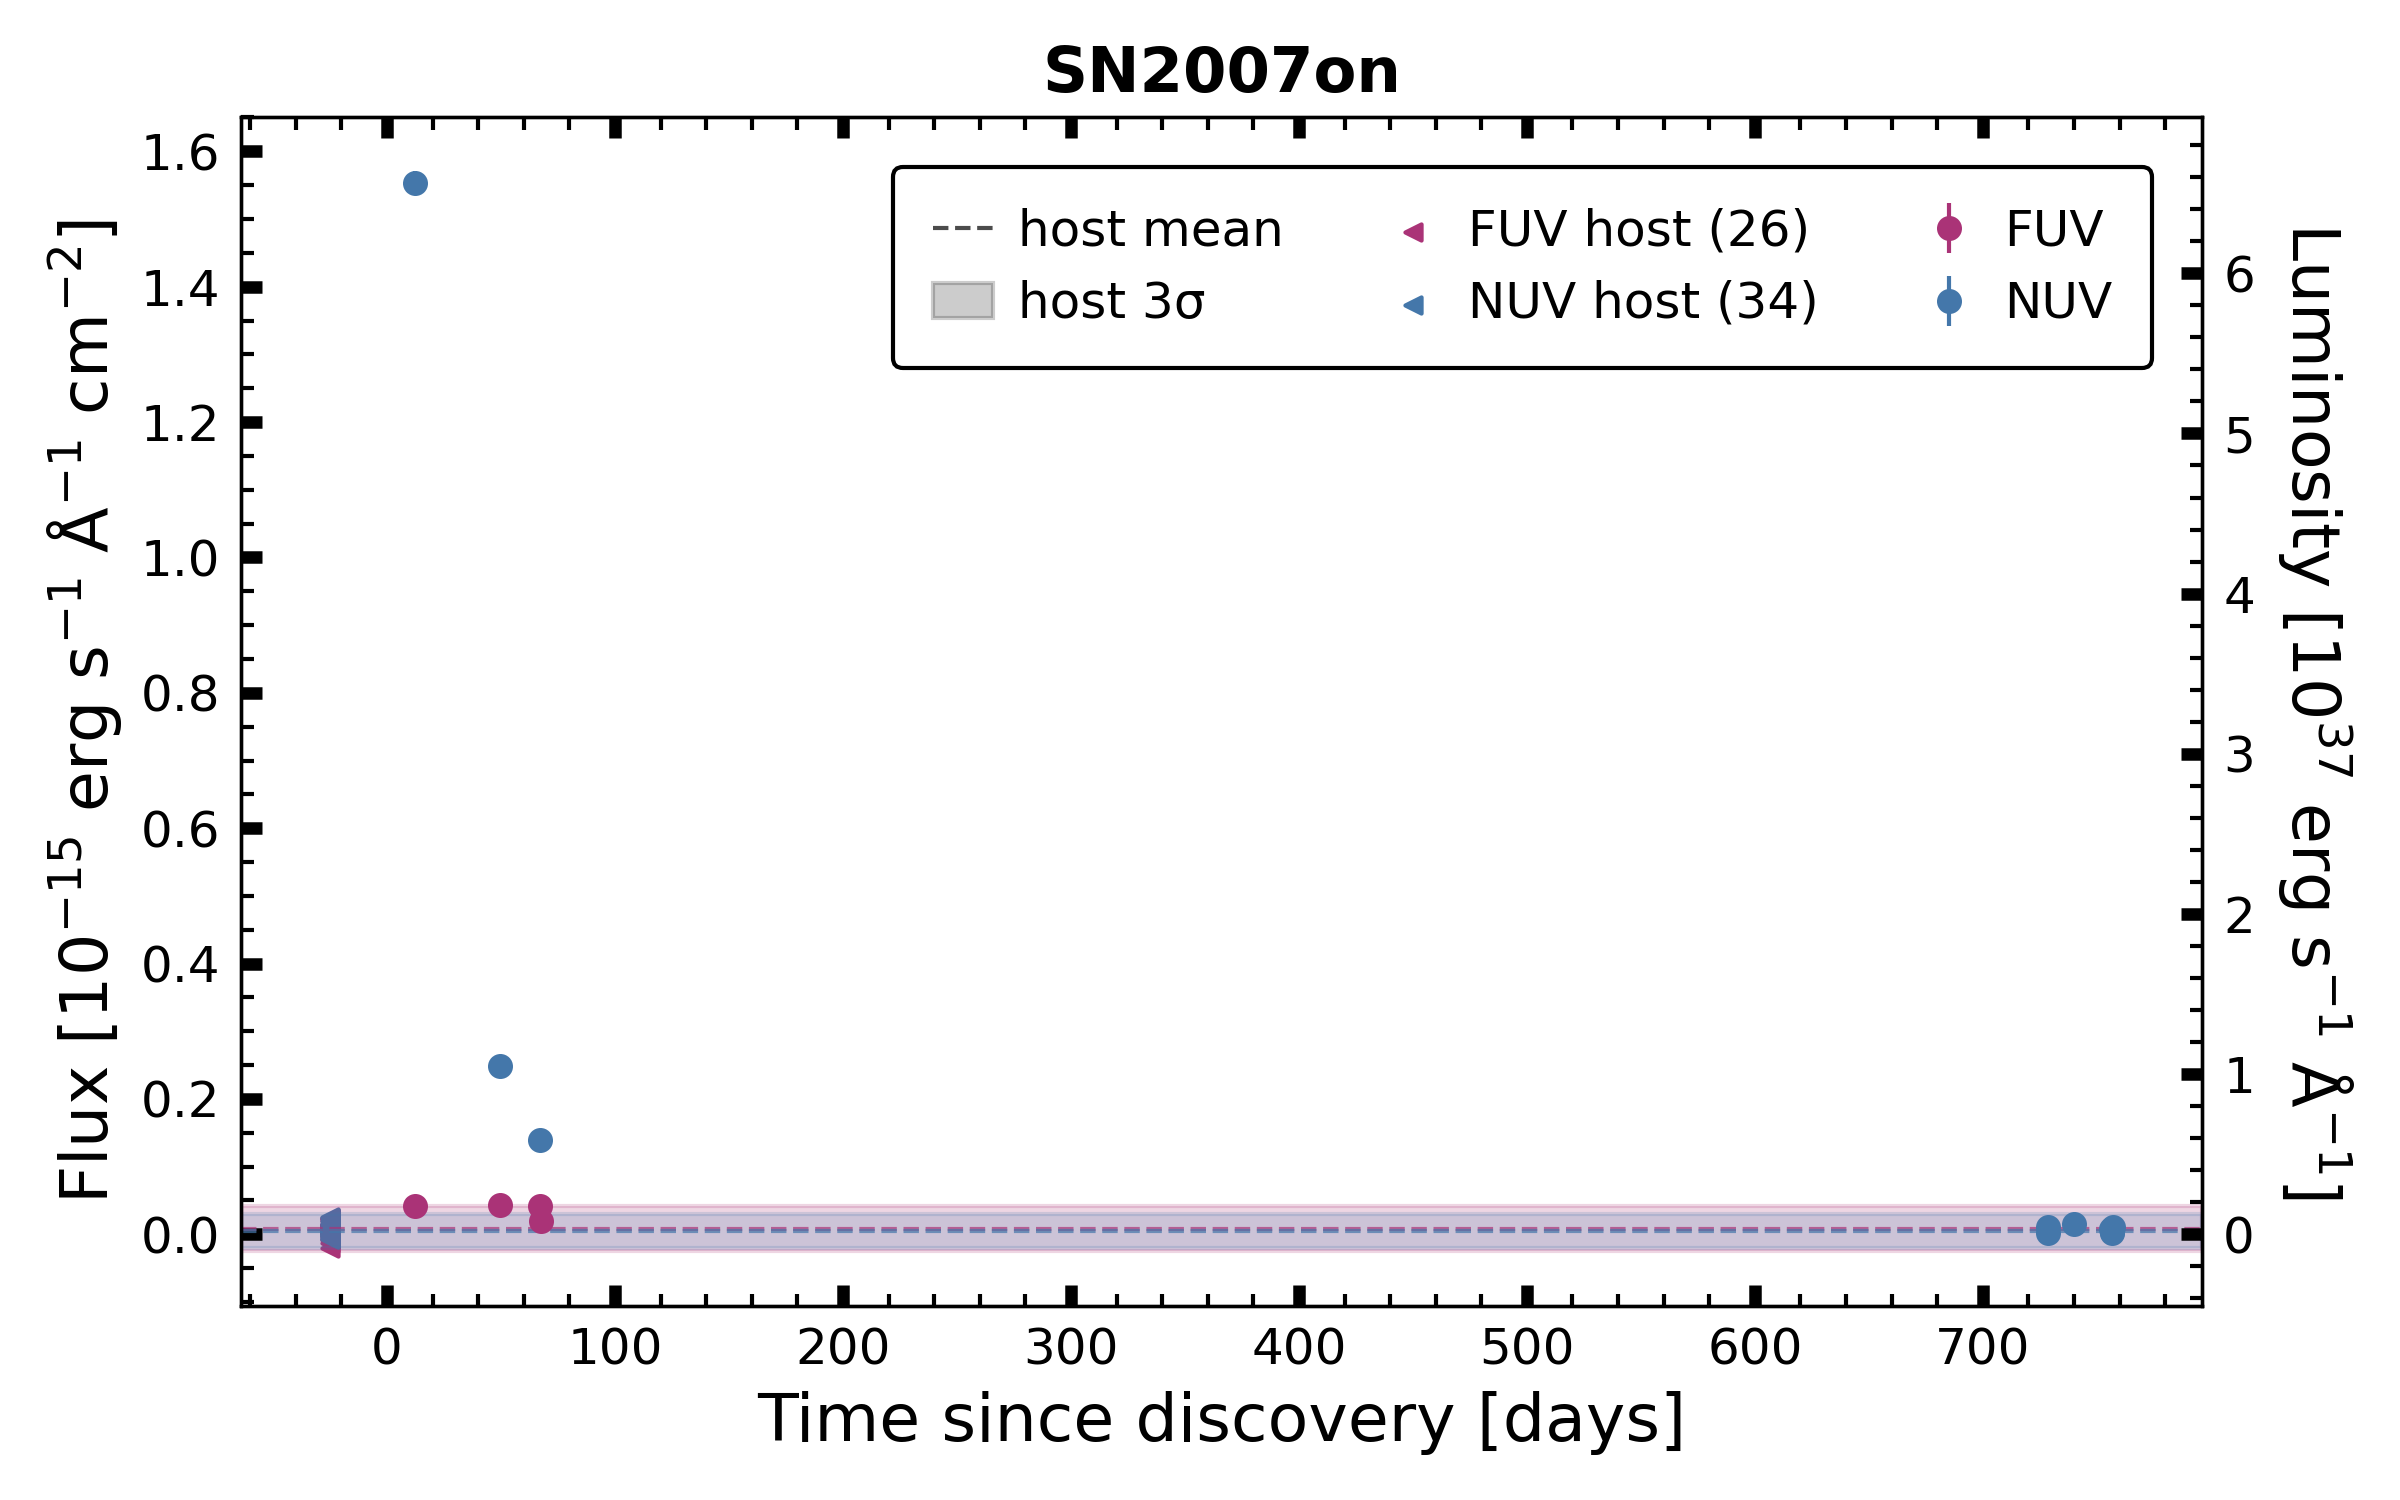 SN2007on
Flux [10⁻¹⁵ erg s⁻¹ Å⁻¹ cm⁻²]
1.6
1.4
1.2
1.0
0.8
0.6
0.4
0.2
0.0
host mean
host 3σ
FUV host (26)
NUV host (34)
FUV
NUV
6
5
4
3
2
1
0
Luminosity [10³⁷ erg s⁻¹ Å⁻¹]
0 100 200 300 400 500 600 700
Time since discovery [days]